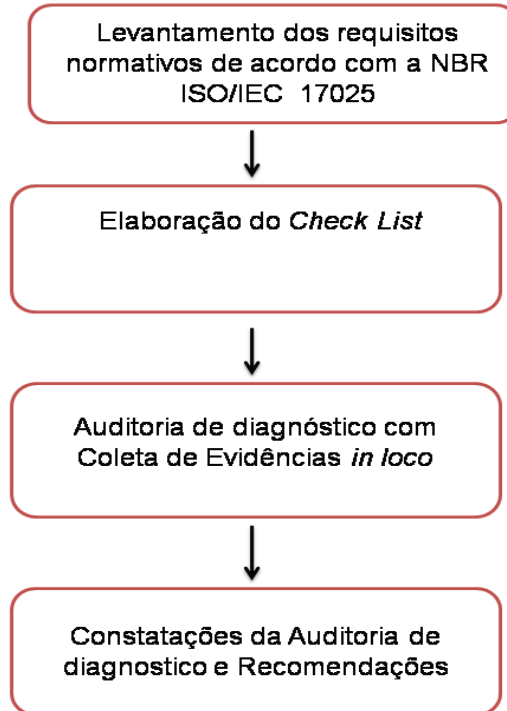 Levantamento dos requisitos
normativos de acordo com a NBR
ISO/IEC 17025
Elaboração do Check List
Auditoria de diagnóstico com
Coleta de Evidências in loco
Constatações da Auditoria de
diagnostico e Recomendações